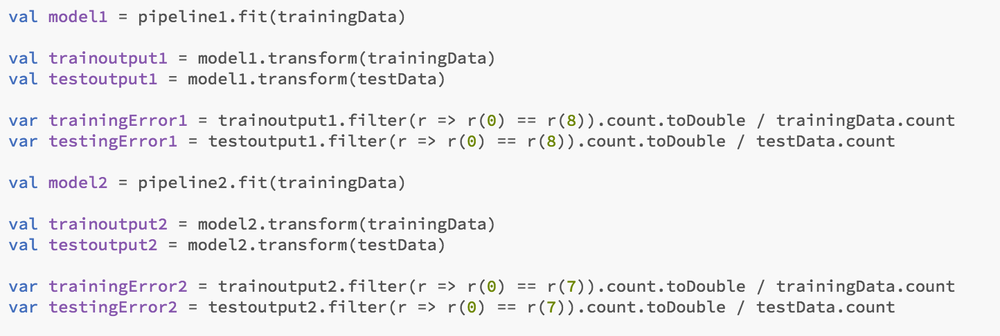 val model1 = pipeline1.fit(trainingData)
val trainoutput1 = model1.transform(trainingData)
val testoutput1 = model1.transform(testData)
var trainingError1 = trainoutput1.filter(r => r(0) == r(8)).count.toDouble / trainingData.count
var testingError1 = testoutput1.filter(r => r(0) == r(8)).count.toDouble / testData.count
val model2 = pipeline2.fit(trainingData)
val trainoutput2 = model2.transform(trainingData)
val testoutput2 = model2.transform(testData)
var trainingError2 = trainoutput2.filter(r => r(0) == r(7)).count.toDouble / trainingData.count
var testingError2 = testoutput2.filter(r => r(0) == r(7)).count.toDouble / testData.count